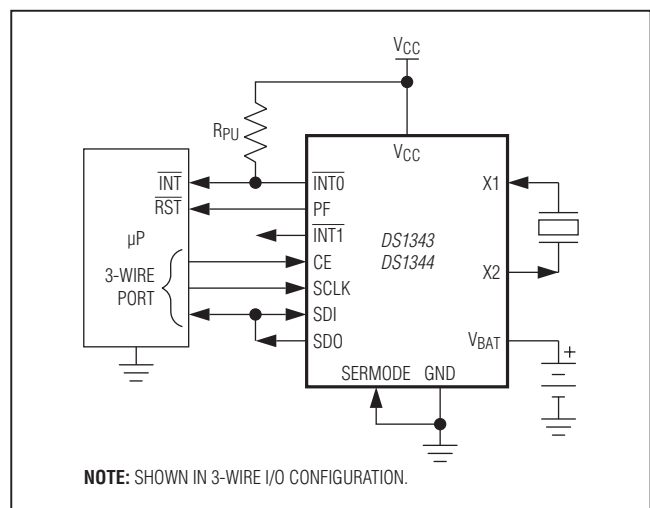 VCC
RPU
VCC
INT
INT0
X1
RST
PF
µP
INT1
DS1343
DS1344
3-WIRE
PORT
CE
SCLK
X2
SDI
SDO
VBAT
+
SERMODE GND
NOTE: SHOWN IN 3-WIRE I/O CONFIGURATION.